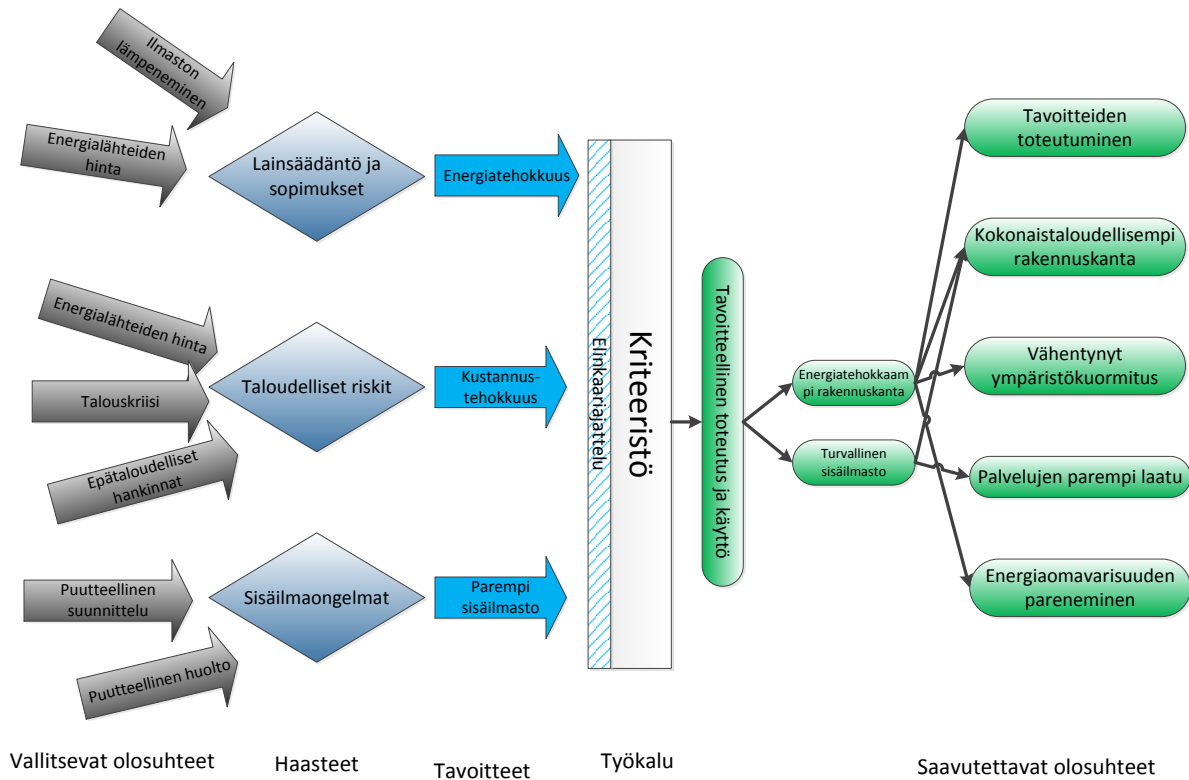 Ilmaston
lämpeneminen
Energialähteiden
hinta
Lainsäädäntö ja
sopimukset
Energiatehokkuus
Energialähteiden hinta
Talouskriisi
Epätaloudelliset
hankinnat
Taloudelliset riskit
Kustannus-
tehokkuus
Puutteellinen
suunnittelu
Puutteellinen huolto
Sisäilmaongelmat
Parempi
sisäilmasto
Elinkaariajattelu
Kriteeristö
Tavoitteellinen toteutus ja käyttö
Energiatehokkaam
pi rakennuskanta
Turvallinen
sisäilmasto
Tavoitteiden
toteutuminen
Kokonaistaloudellisempi
rakennuskanta
Vähentynyt
ympäristökuormitus
Palvelujen parempi laatu
Energiaomavarisuuden
pareneminen
Vallitsevat olosuhteet
Haasteet
Tavoitteet
Työkalu
Saavutettavat olosuhteet